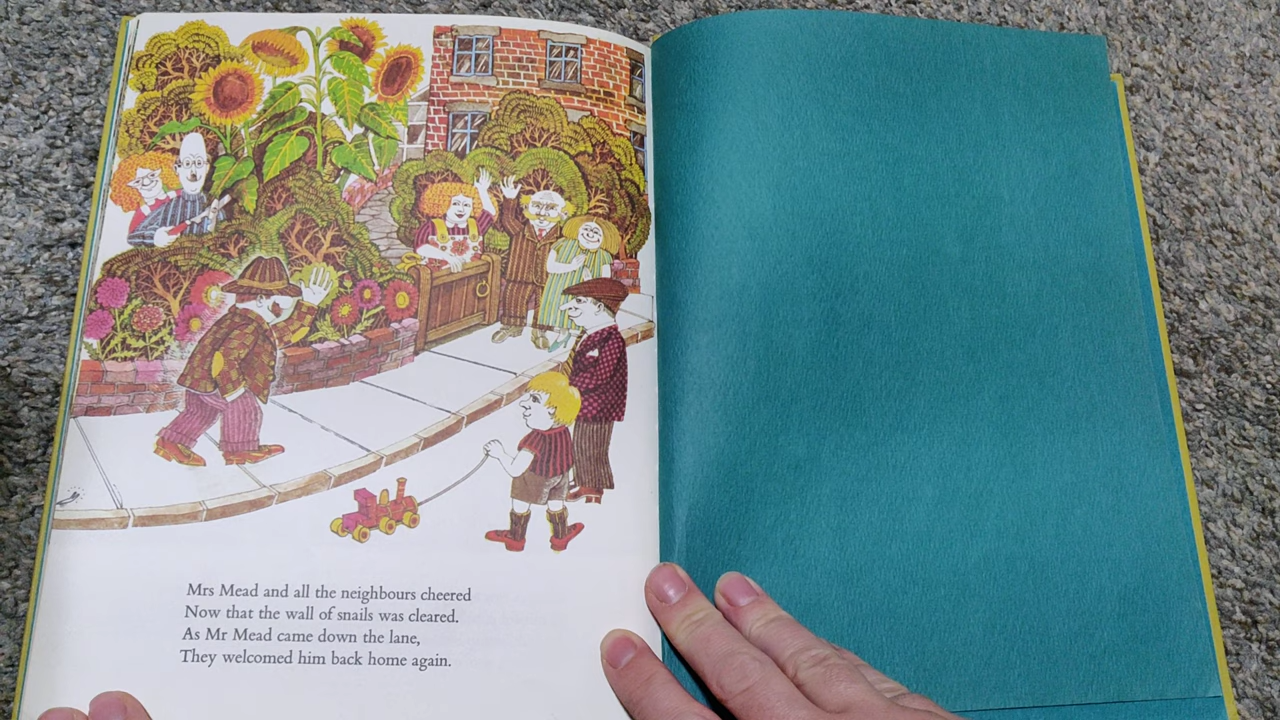 Mrs Mead and all the neighbours cheered
Now that the wall of snails was cleared.
As Mr Mead came down the lane,
They welcomed him back home again.